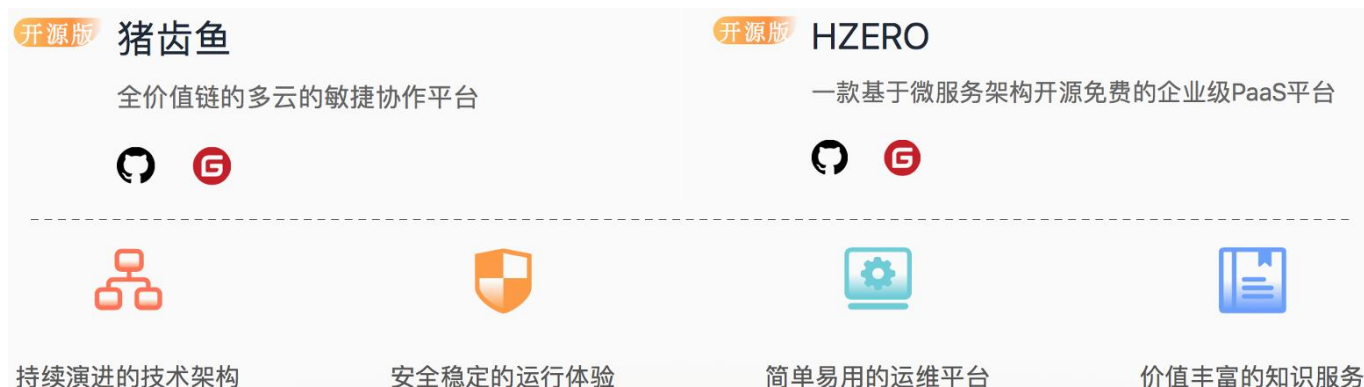 开源版 猪齿鱼
全价值链的多云的敏捷协作平台
开源版 HZERO
一款基于微服务架构开源免费的企业级PaaS平台
持续演进的技术架构
安全稳定的运行体验
简单易用的运维平台
价值丰富的知识服务